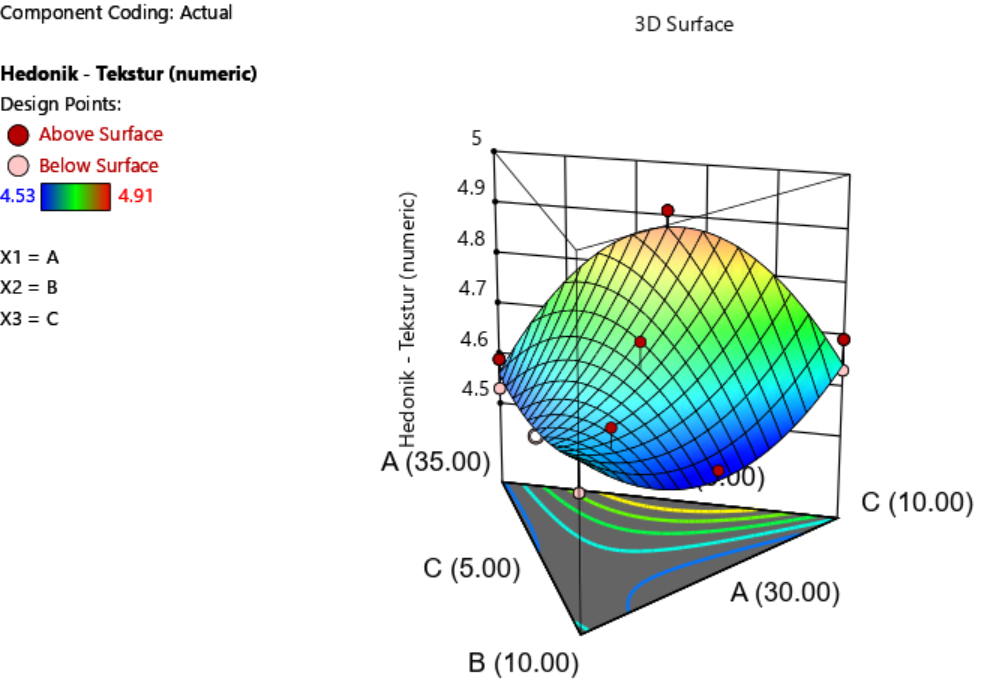 Component Coding: Actual
3D Surface
Hedonik - Tekstur (numeric)
Design Points:
Above Surface
Below Surface
4.53 4.91
X1 = A
X2 = B
X3 = C
5
4.9
4.8
4.7
4.6
4.5
Hedonik - Tekstur (numeric)
A (35.00)
.00)
C (10.00)
C (5.00)
A (30.00)
B (10.00)